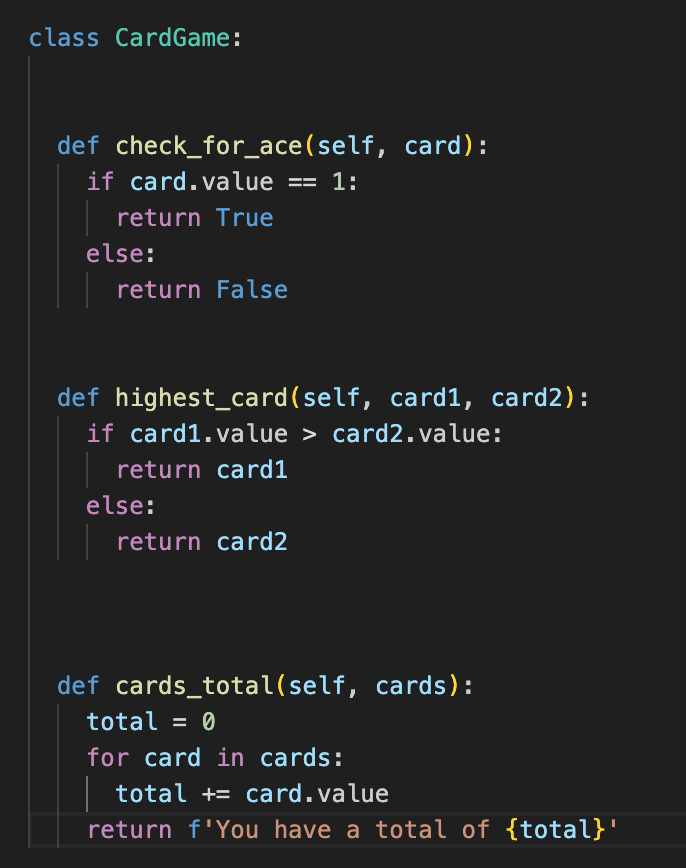 class CardGame:
  def check_for_ace(self, card):
    if card.value == 1:
      return True
    else:
      return False
  def highest_card(self, card1, card2):
    if card1.value > card2.value:
      return card1
    else:
      return card2
  def cards_total(self, cards):
    total = 0
    for card in cards:
      total += card.value
    return f'You have a total of {total}'